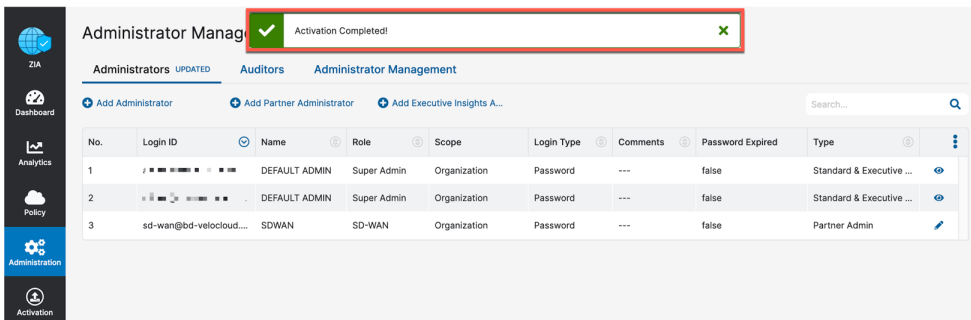 Administrator Manag
Activation Completed!
ZIA
Administrators UPDATED Auditors Administrator Management
Dashboard
Add Administrator Add Partner Administrator Add Executive Insights A...
Search...
No. Login ID Name Role Scope Login Type Comments Password Expired Type
Analytics
1 DEFAULT ADMIN Super Admin Organization Password --- false Standard & Executive ...
2 DEFAULT ADMIN Super Admin Organization Password --- false Standard & Executive ...
Policy
3 sd-wan@bd-velocloud.... SDWAN SD-WAN Organization Password --- false Partner Admin
Administration
Activation